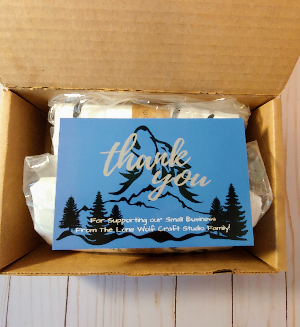 thank
you
For Supporting our Small Business
From The Lone Wolf Craft Studio Family!